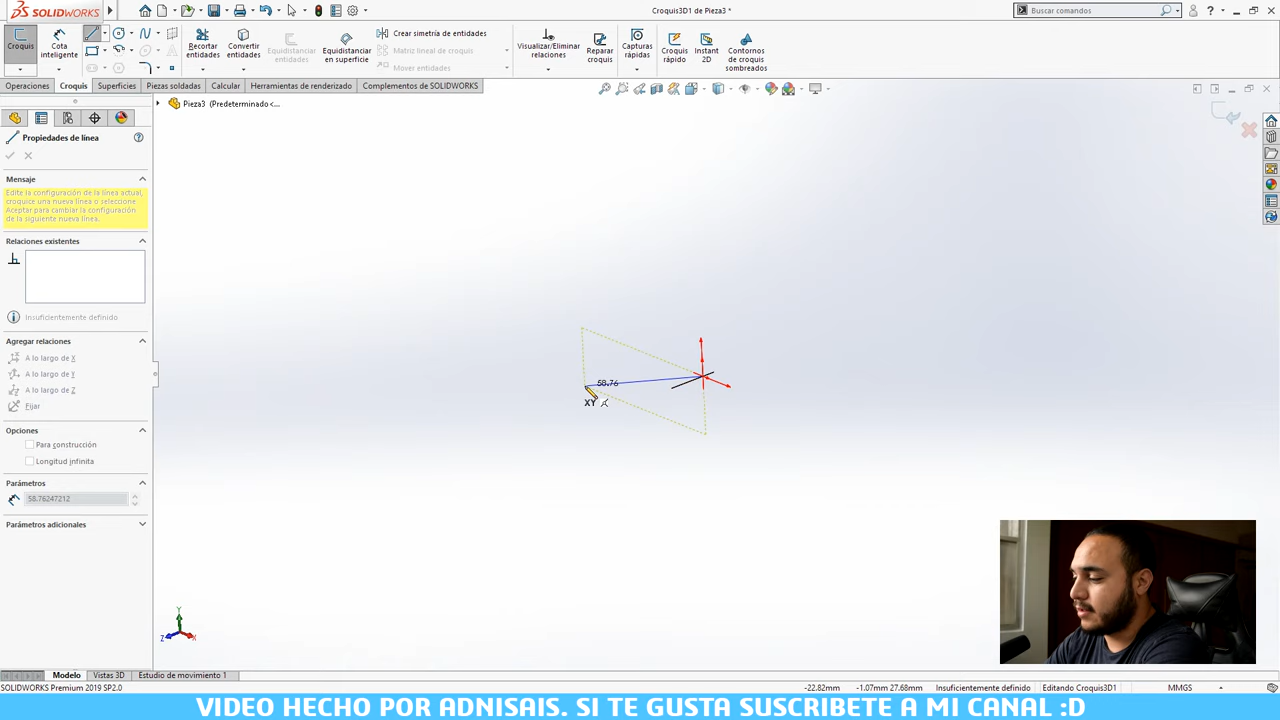 SOLIDWORKS
Croquis3D1 de Pieza3 *
Buscar comandos
Croquis
Cota inteligente
Recortar entidades
Convertir entidades
Equidistanciar entidades
Equidistanciar en superficie
Crear simetría de entidades
Matriz lineal de croquis
Mover entidades
Visualizar/Eliminar relaciones
Reparar croquis
Capturas rápidas
Croquis rápido
Instant 2D
Contornos de croquis sombreados
Operaciones
Croquis
Superficies
Piezas soldadas
Calcular
Herramientas de renderizado
Complementos de SOLIDWORKS
Pieza3 (Predeterminado <...
Propiedades de línea
Mensaje
Edite la configuración de la línea actual,
croquice una nueva línea o seleccione
Aceptar para cambiar la configuración
de la siguiente nueva línea.
Relaciones existentes
Insuficientemente definido
Agregar relaciones
A lo largo de X
A lo largo de Y
A lo largo de Z
Fijar
Opciones
Para construcción
Longitud infinita
Parámetros
58.76247212
Parámetros adicionales
58.76
XY
Y
Z
X
Modelo
Vistas 3D
Estudio de movimiento 1
SOLIDWORKS Premium 2019 SP2.0
-22.82mm
-1.07mm 27.68mm
Insuficientemente definido
Editando Croquis3D1
MMGS
VIDEO HECHO POR ADNISAIS. SI TE GUSTA SUSCRIBETE A MI CANAL :D